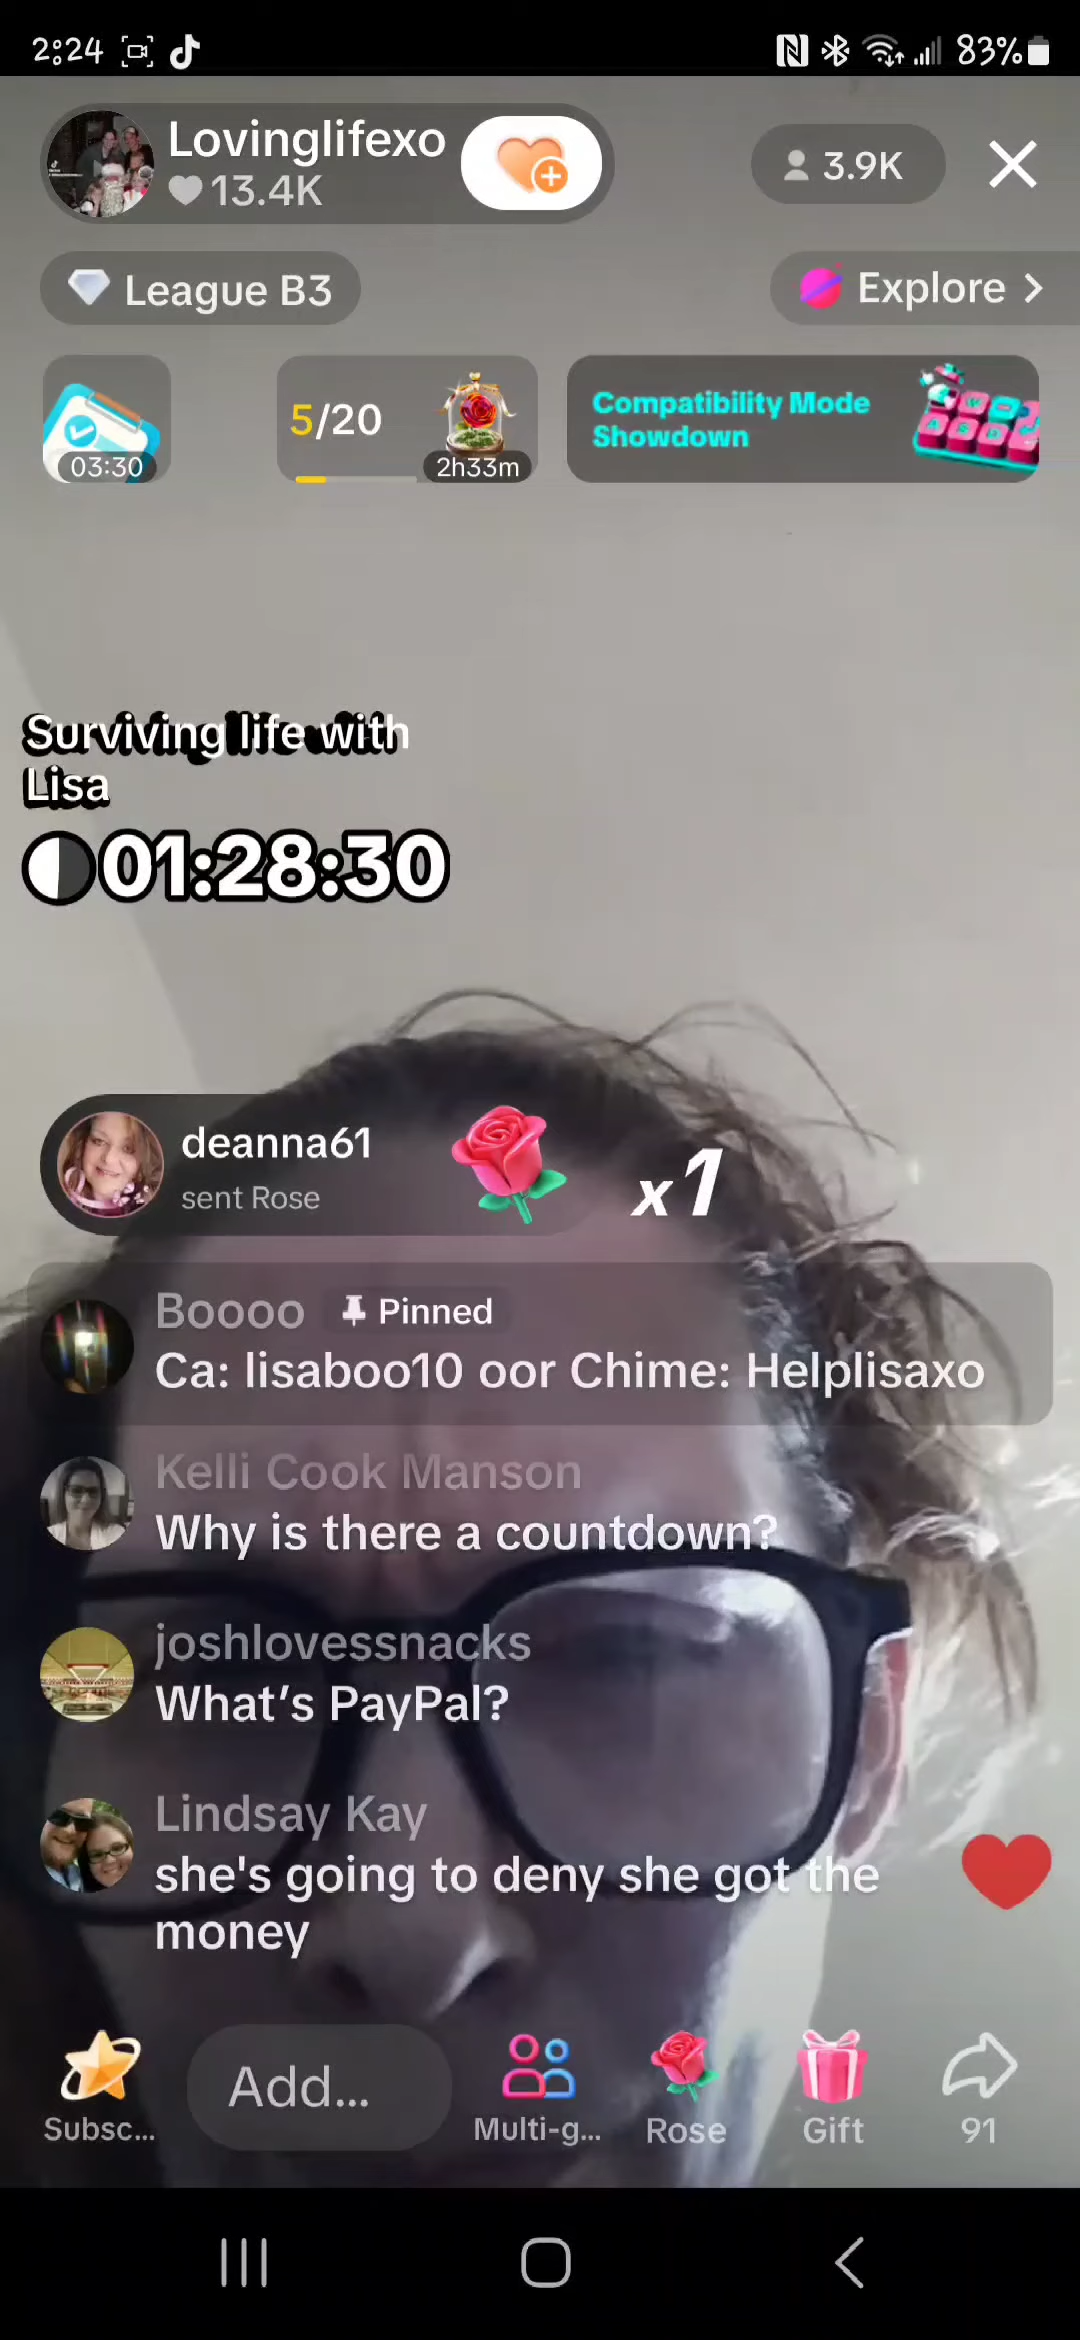 2:24 83%
Lovinglifexo
13.4K
3.9K
League B3
Explore
5/20
Compatibility Mode
Showdown
03:30
2h33m
Surviving life with
Lisa
01:28:30
deanna61
sent Rose
x1
Boooo Pinned
Ca: lisaboo10 oor Chime: Helplisaxo
Kelli Cook Manson
Why is there a countdown?
joshlovessnacks
What's PayPal?
Lindsay Kay
she's going to deny she got the
money
Add...
Subsc...
Multi-g...
Rose
Gift
91